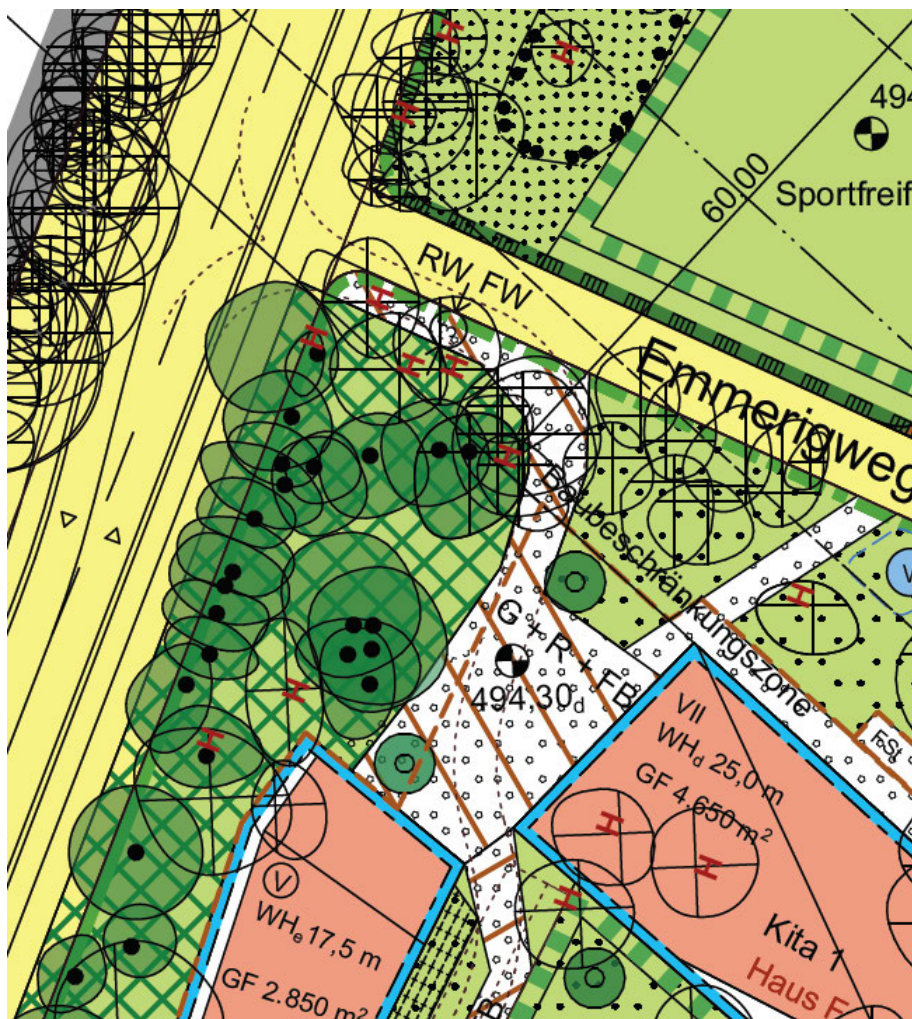 494
Sportfreif
60,00
RW, FW
Emmerigweg
Baubeschränkungszone
G + R + FB
494,30d
VII
WHd 25,0 m
GF 4.650 m²
FSt
V
V
WHe 17,5 m
GF 2.850 m²
Kita 1
Haus F
H
H
H
H
H
H
H
H
H
H
H
H
H
H